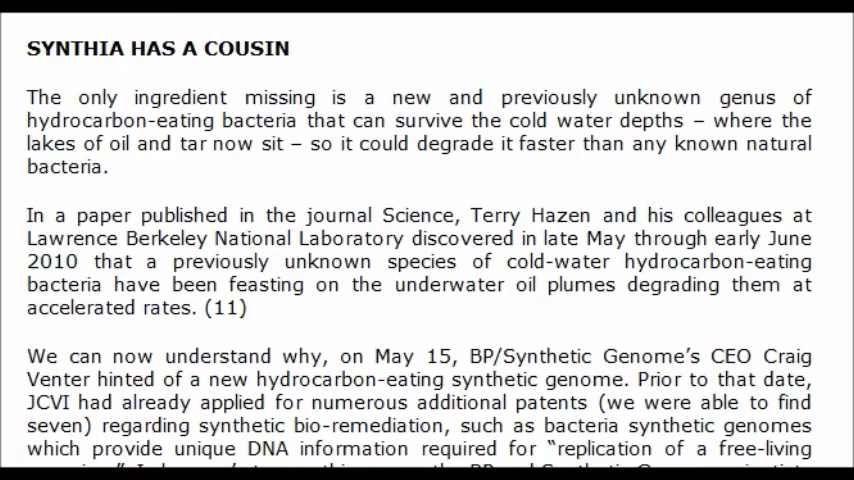 SYNTHIA HAS A COUSIN
The only ingredient missing is a new and previously unknown genus of
hydrocarbon-eating bacteria that can survive the cold water depths – where the
lakes of oil and tar now sit – so it could degrade it faster than any known natural
bacteria.
In a paper published in the journal Science, Terry Hazen and his colleagues at
Lawrence Berkeley National Laboratory discovered in late May through early June
2010 that a previously unknown species of cold-water hydrocarbon-eating
bacteria have been feasting on the underwater oil plumes degrading them at
accelerated rates. (11)
We can now understand why, on May 15, BP/Synthetic Genome’s CEO Craig
Venter hinted of a new hydrocarbon-eating synthetic genome. Prior to that date,
JCVI had already applied for numerous additional patents (we were able to find
seven) regarding synthetic bio-remediation, such as bacteria synthetic genomes
which provide unique DNA information required for “replication of a free-living